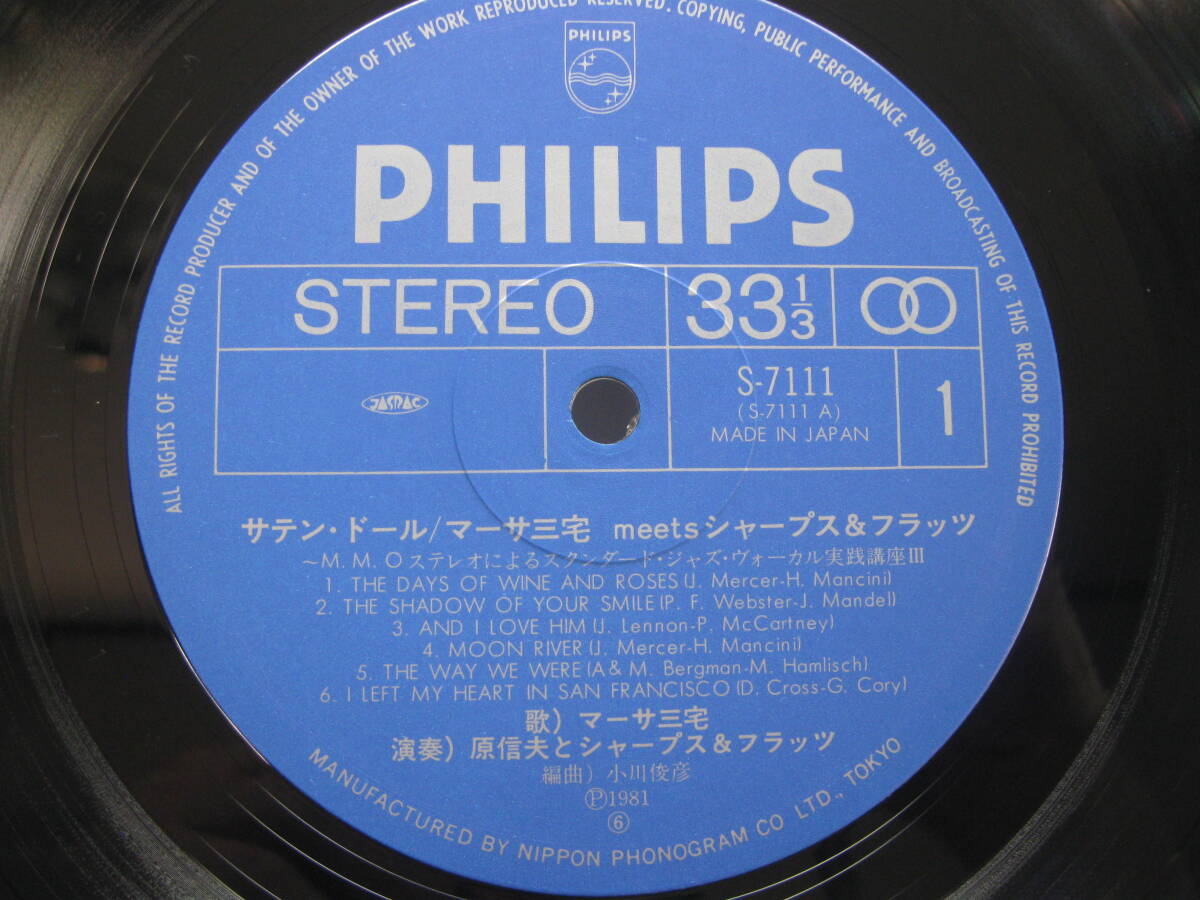 ALL RIGHTS OF THE RECORD PRODUCER AND OF THE OWNER OF THE WORK REPRODUCED RESERVED. COPYING, PUBLIC PERFORMANCE AND BROADCASTING OF THIS RECORD PROHIBITED
PHILIPS
PHILIPS
STEREO 33 1/3
JASRAC
S-7111
(S-7111 A)
MADE IN JAPAN
1
サテン・ドール/マーサ三宅 meetsシャープス&フラッツ
~M. M. Oステレオによるスタンダード・ジャズ・ヴォーカル実践講座III
1. THE DAYS OF WINE AND ROSES(J. Mercer-H. Mancini)
2. THE SHADOW OF YOUR SMILE(P. F. Webster-J. Mandel)
3. AND I LOVE HIM(J. Lennon-P. McCartney)
4. MOON RIVER(J. Mercer-H. Mancini)
5. THE WAY WE WERE(A & M. Bergman-M. Hamlisch)
6. I LEFT MY HEART IN SAN FRANCISCO(D. Cross-G. Cory)
歌) マーサ三宅
演奏) 原信夫とシャープス&フラッツ
編曲) 小川俊彦
Ⓟ1981
⑥
MANUFACTURED BY NIPPON PHONOGRAM CO LTD., TOKYO